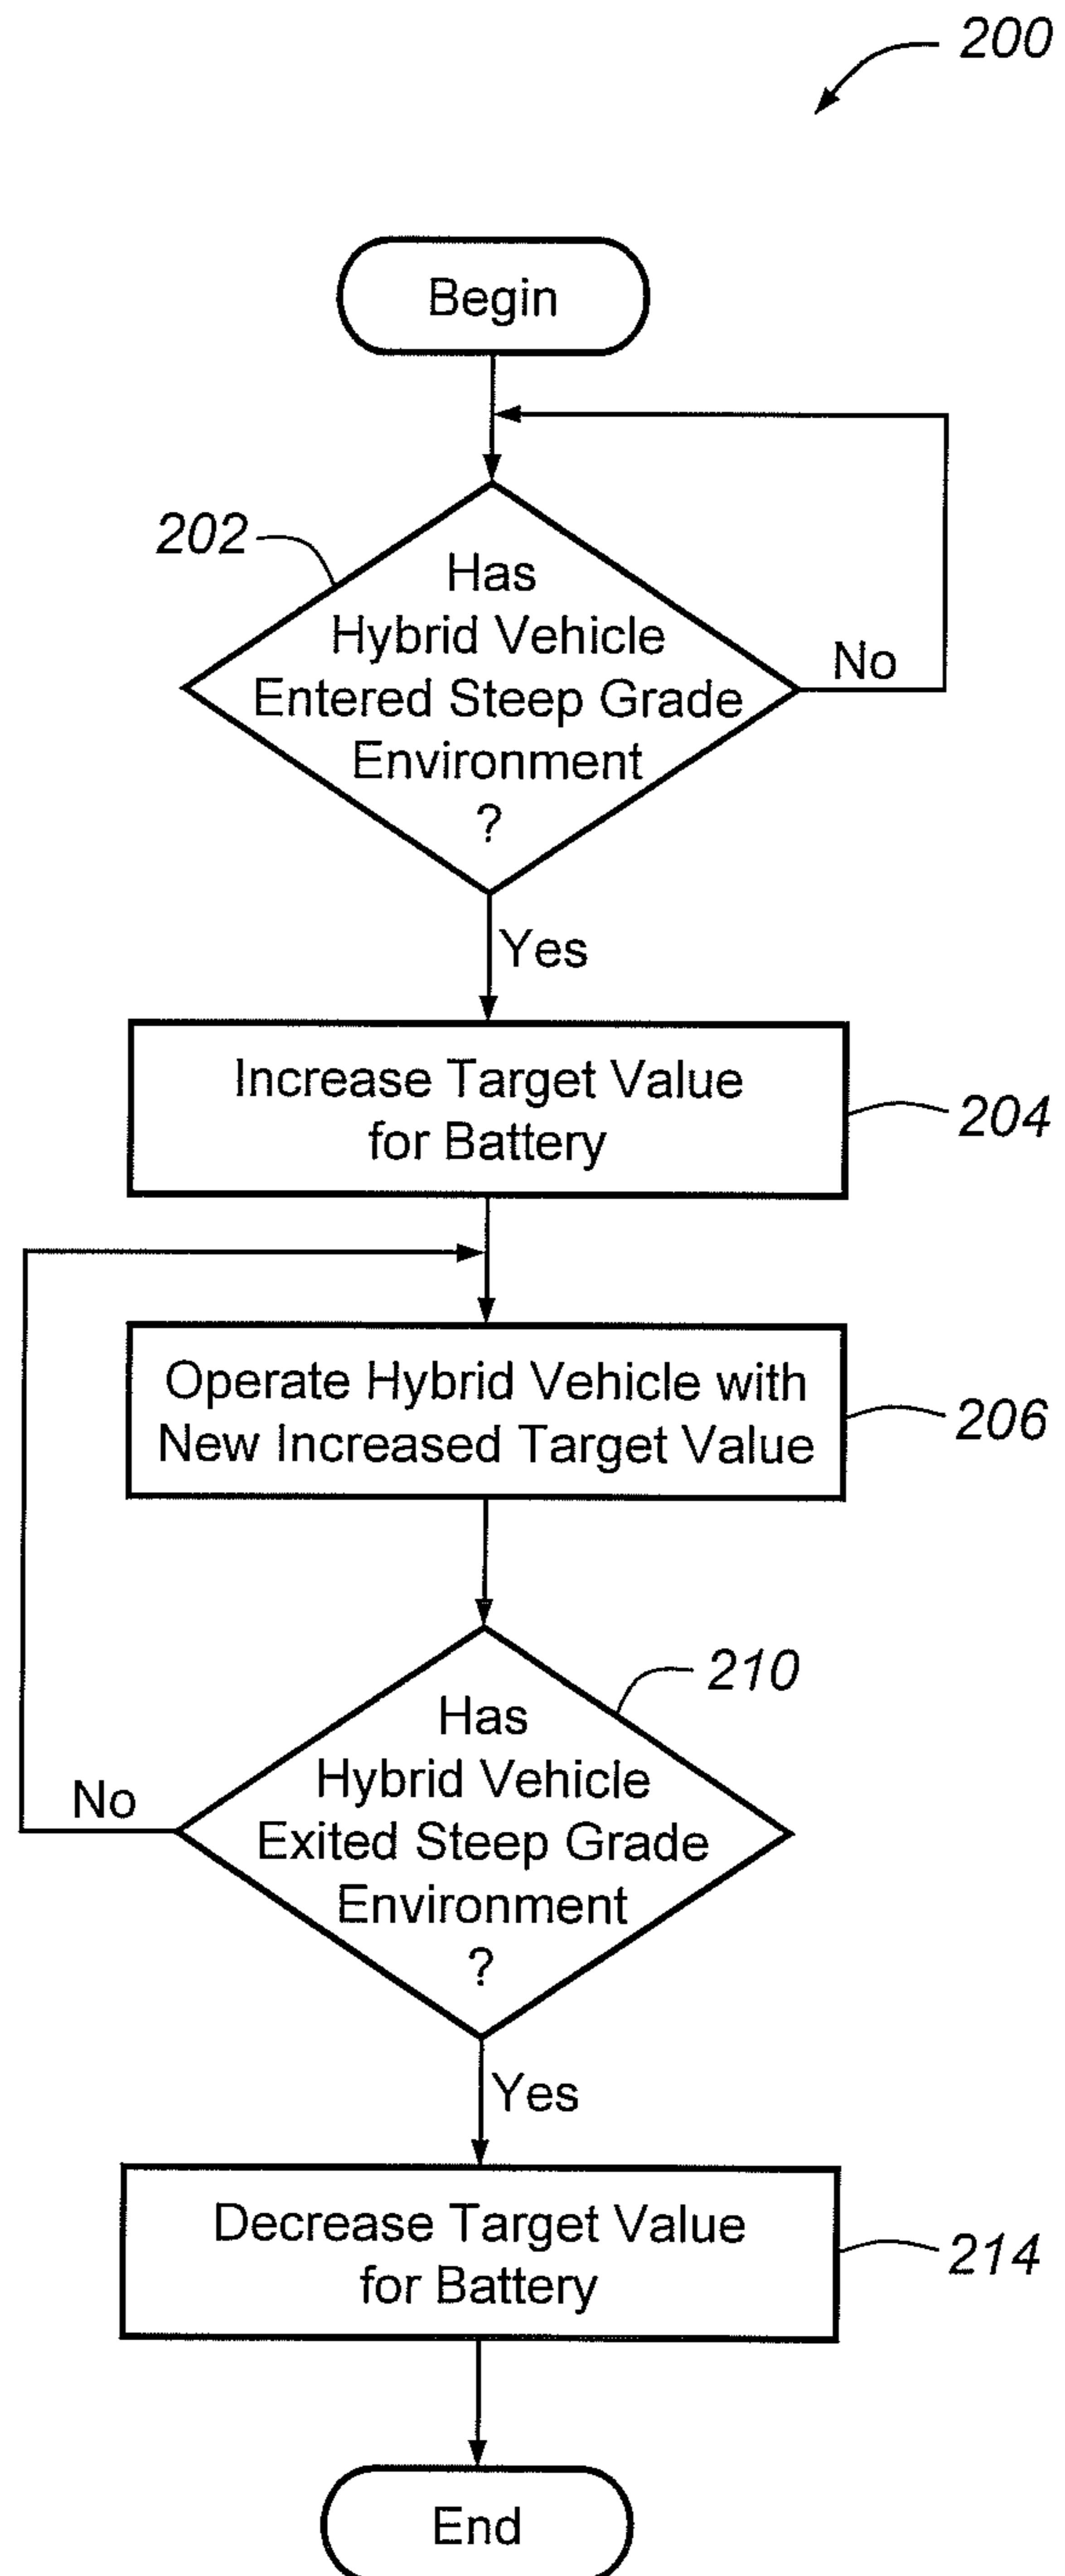 200
Begin
202
Has
Hybrid Vehicle
Entered Steep Grade
Environment
?
No
Yes
Increase Target Value
for Battery
204
Operate Hybrid Vehicle with
New Increased Target Value
206
210
Has
Hybrid Vehicle
Exited Steep Grade
Environment
?
No
Yes
Decrease Target Value
for Battery
214
End